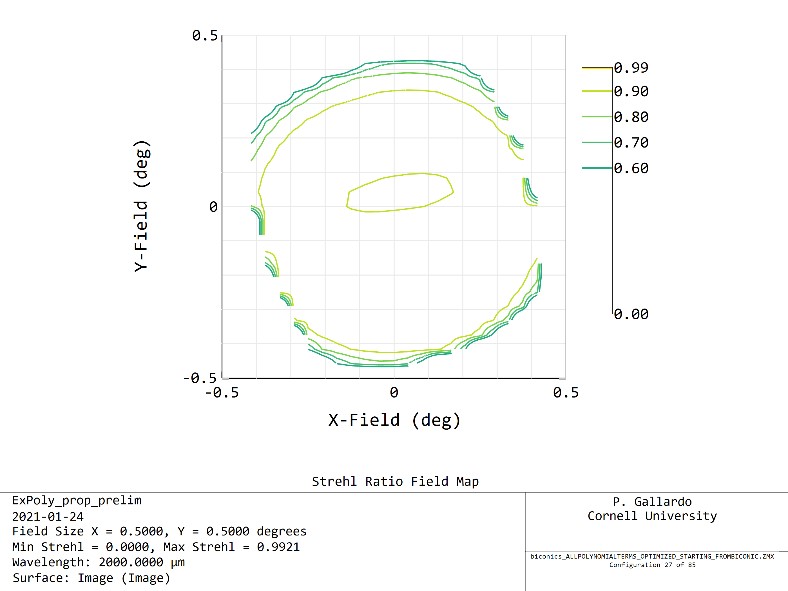 0.5
0
-0.5
Y-Field (deg)
-0.5
0
0.5
X-Field (deg)
0.99
0.90
0.80
0.70
0.60
0.00
Strehl Ratio Field Map
ExPoly_prop_prelim
2021-01-24
Field Size X = 0.5000, Y = 0.5000 degrees
Min Strehl = 0.0000, Max Strehl = 0.9921
Wavelength: 2000.0000 µm
Surface: Image (Image)
P. Gallardo
Cornell University
biconics_ALLPOLYNOMIALTERMS_OPTIMIZED_STARTING_FROMBICONIC.ZMX
Configuration 27 of 85